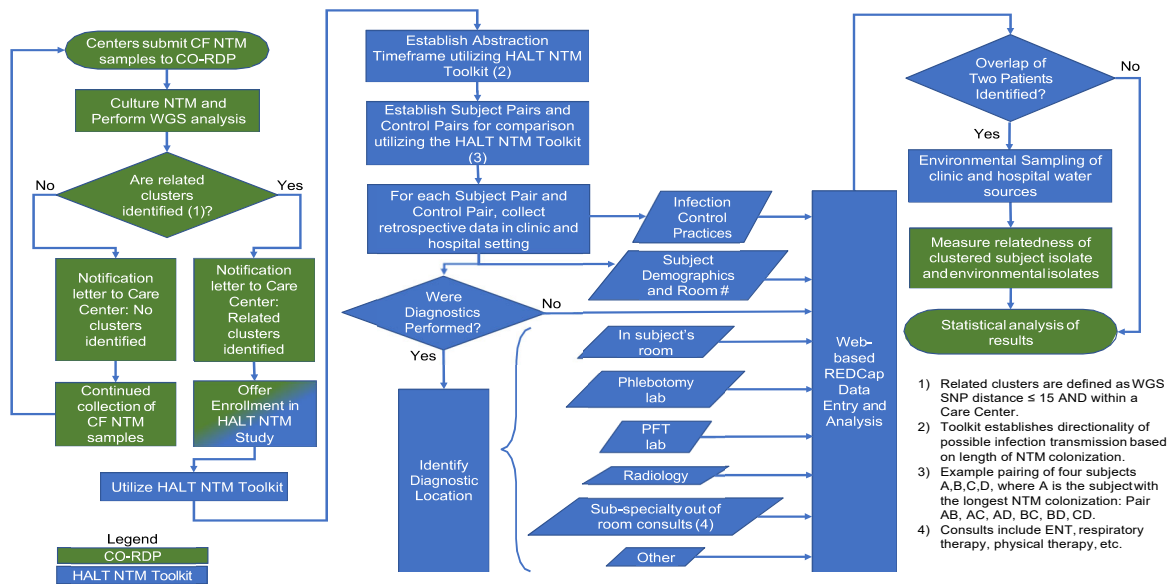 Centers submit CF NTM
samples to CO-RDP
Culture NTM and
Perform WGS analysis
No
Are related
clusters
identified (1)?
Yes
Notification
letter to Care
Center: No
clusters
identified
Notification
letter to Care
Center:
Related
clusters
identified
Continued
collection of
CF NTM
samples
Offer
Enrollment in
HALT NTM
Study
Utilize HALT NTM Toolkit
Legend
CO-RDP
HALT NTM Toolkit
Establish Abstraction
Timeframe utilizing HALT NTM
Toolkit (2)
Establish Subject Pairs and
Control Pairs for comparison
utilizing the HALT NTM Toolkit
(3)
For each Subject Pair and
Control Pair, collect
retrospective data in clinic and
hospital setting
Were
Diagnostics
Performed?
No
Yes
Identify
Diagnostic
Location
Infection
Control
Practices
Subject
Demographics
and Room #
In subject's
room
Phlebotomy
lab
PFT
lab
Radiology
Sub-specialty out of
room consults (4)
Other
Web-
based
REDCap
Data
Entry and
Analysis
Overlap of
Two Patients
Identified?
No
Yes
Environmental Sampling of
clinic and hospital water
sources
Measure relatedness of
clustered subject isolate
and environmental isolates
Statistical analysis of
results
1) Related clusters are defined as WGS
SNP distance ≤ 15 AND within a
Care Center.
2) Toolkit establishes directionality of
possible infection transmission based
on length of NTM colonization.
3) Example pairing of four subjects
A,B,C,D, where A is the subject with
the longest NTM colonization: Pair
AB, AC, AD, BC, BD, CD.
4) Consults include ENT, respiratory
therapy, physical therapy, etc.